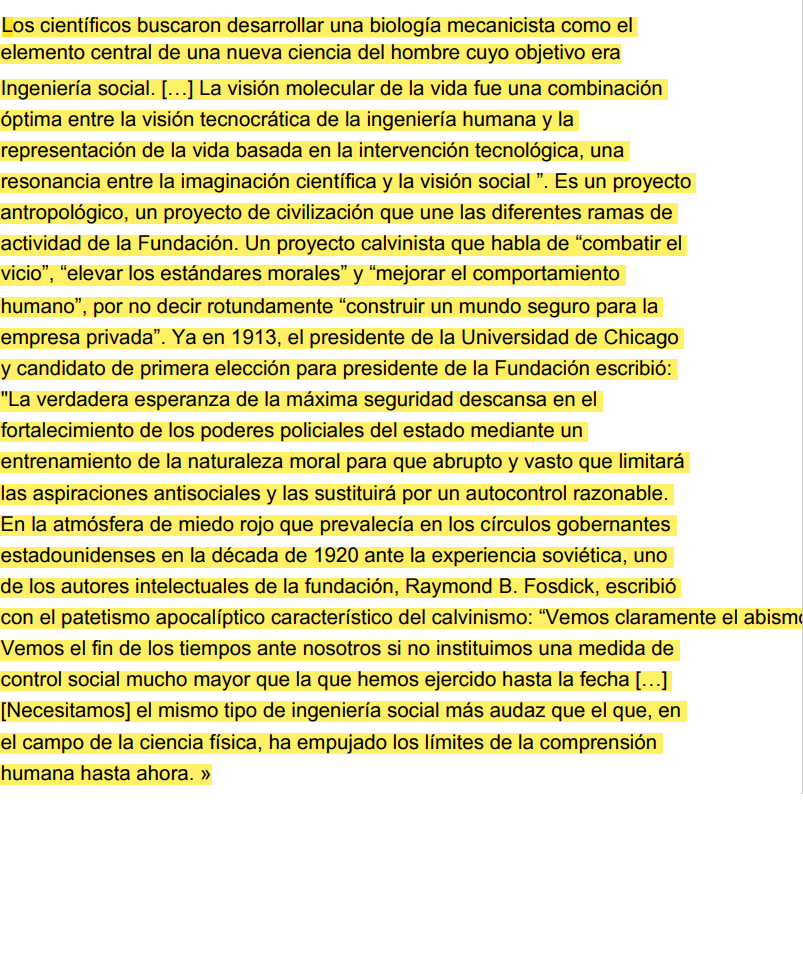 Los científicos buscaron desarrollar una biología mecanicista como el
elemento central de una nueva ciencia del hombre cuyo objetivo era
Ingeniería social. […] La visión molecular de la vida fue una combinación
óptima entre la visión tecnocrática de la ingeniería humana y la
representación de la vida basada en la intervención tecnológica, una
resonancia entre la imaginación científica y la visión social ”. Es un proyecto
antropológico, un proyecto de civilización que une las diferentes ramas de
actividad de la Fundación. Un proyecto calvinista que habla de “combatir el
vicio”, “elevar los estándares morales” y “mejorar el comportamiento
humano”, por no decir rotundamente “construir un mundo seguro para la
empresa privada”. Ya en 1913, el presidente de la Universidad de Chicago
y candidato de primera elección para presidente de la Fundación escribió:
"La verdadera esperanza de la máxima seguridad descansa en el
fortalecimiento de los poderes policiales del estado mediante un
entrenamiento de la naturaleza moral para que abrupto y vasto que limitará
las aspiraciones antisociales y las sustituirá por un autocontrol razonable.
En la atmósfera de miedo rojo que prevalecía en los círculos gobernantes
estadounidenses en la década de 1920 ante la experiencia soviética, uno
de los autores intelectuales de la fundación, Raymond B. Fosdick, escribió
con el patetismo apocalíptico característico del calvinismo: “Vemos claramente el abismo
Vemos el fin de los tiempos ante nosotros si no instituimos una medida de
control social mucho mayor que la que hemos ejercido hasta la fecha […]
[Necesitamos] el mismo tipo de ingeniería social más audaz que el que, en
el campo de la ciencia física, ha empujado los límites de la comprensión
humana hasta ahora. »